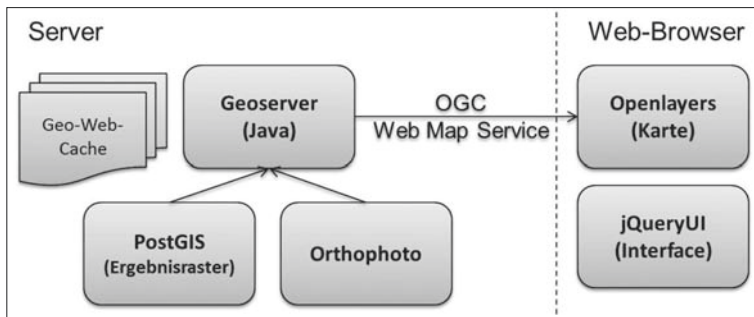 Server
Web-Browser
Geo-Web-
Cache
Geoserver
(Java)
OGC
Web Map Service
Openlayers
(Karte)
PostGIS
(Ergebnisraster)
Orthophoto
jQueryUI
(Interface)